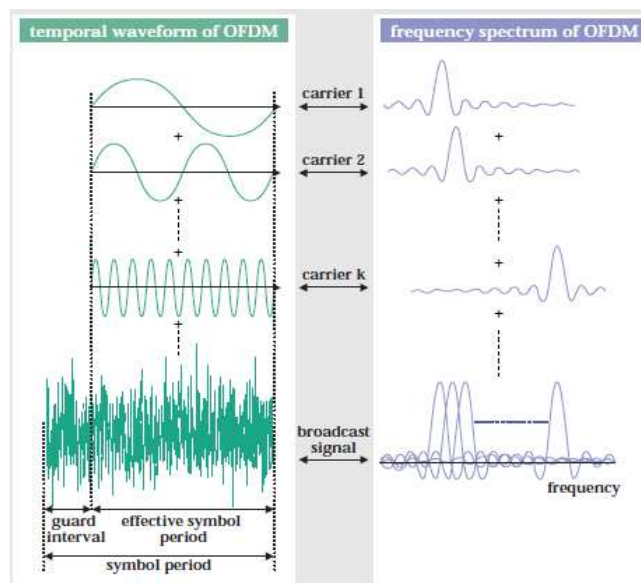 temporal waveform of OFDM
frequency spectrum of OFDM
carrier 1
+
+
carrier 2
+
+
+
+
carrier k
+
+
broadcast
signal
frequency
guard
interval
effective symbol
period
symbol period